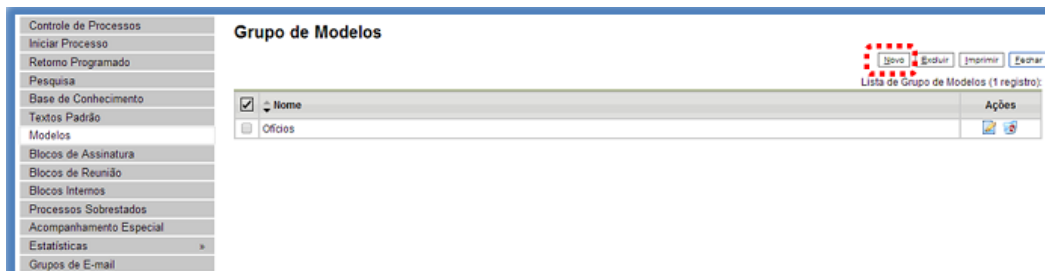 Controle de Processos
Iniciar Processo
Retorno Programado
Pesquisa
Base de Conhecimento
Textos Padrão
Modelos
Blocos de Assinatura
Blocos de Reunião
Blocos Internos
Processos Sobrestados
Acompanhamento Especial
Estatísticas »
Grupos de E-mail
Grupo de Modelos
Novo Excluir Imprimir Fechar
Lista de Grupo de Modelos (1 registro):
Nome Ações
Ofícios